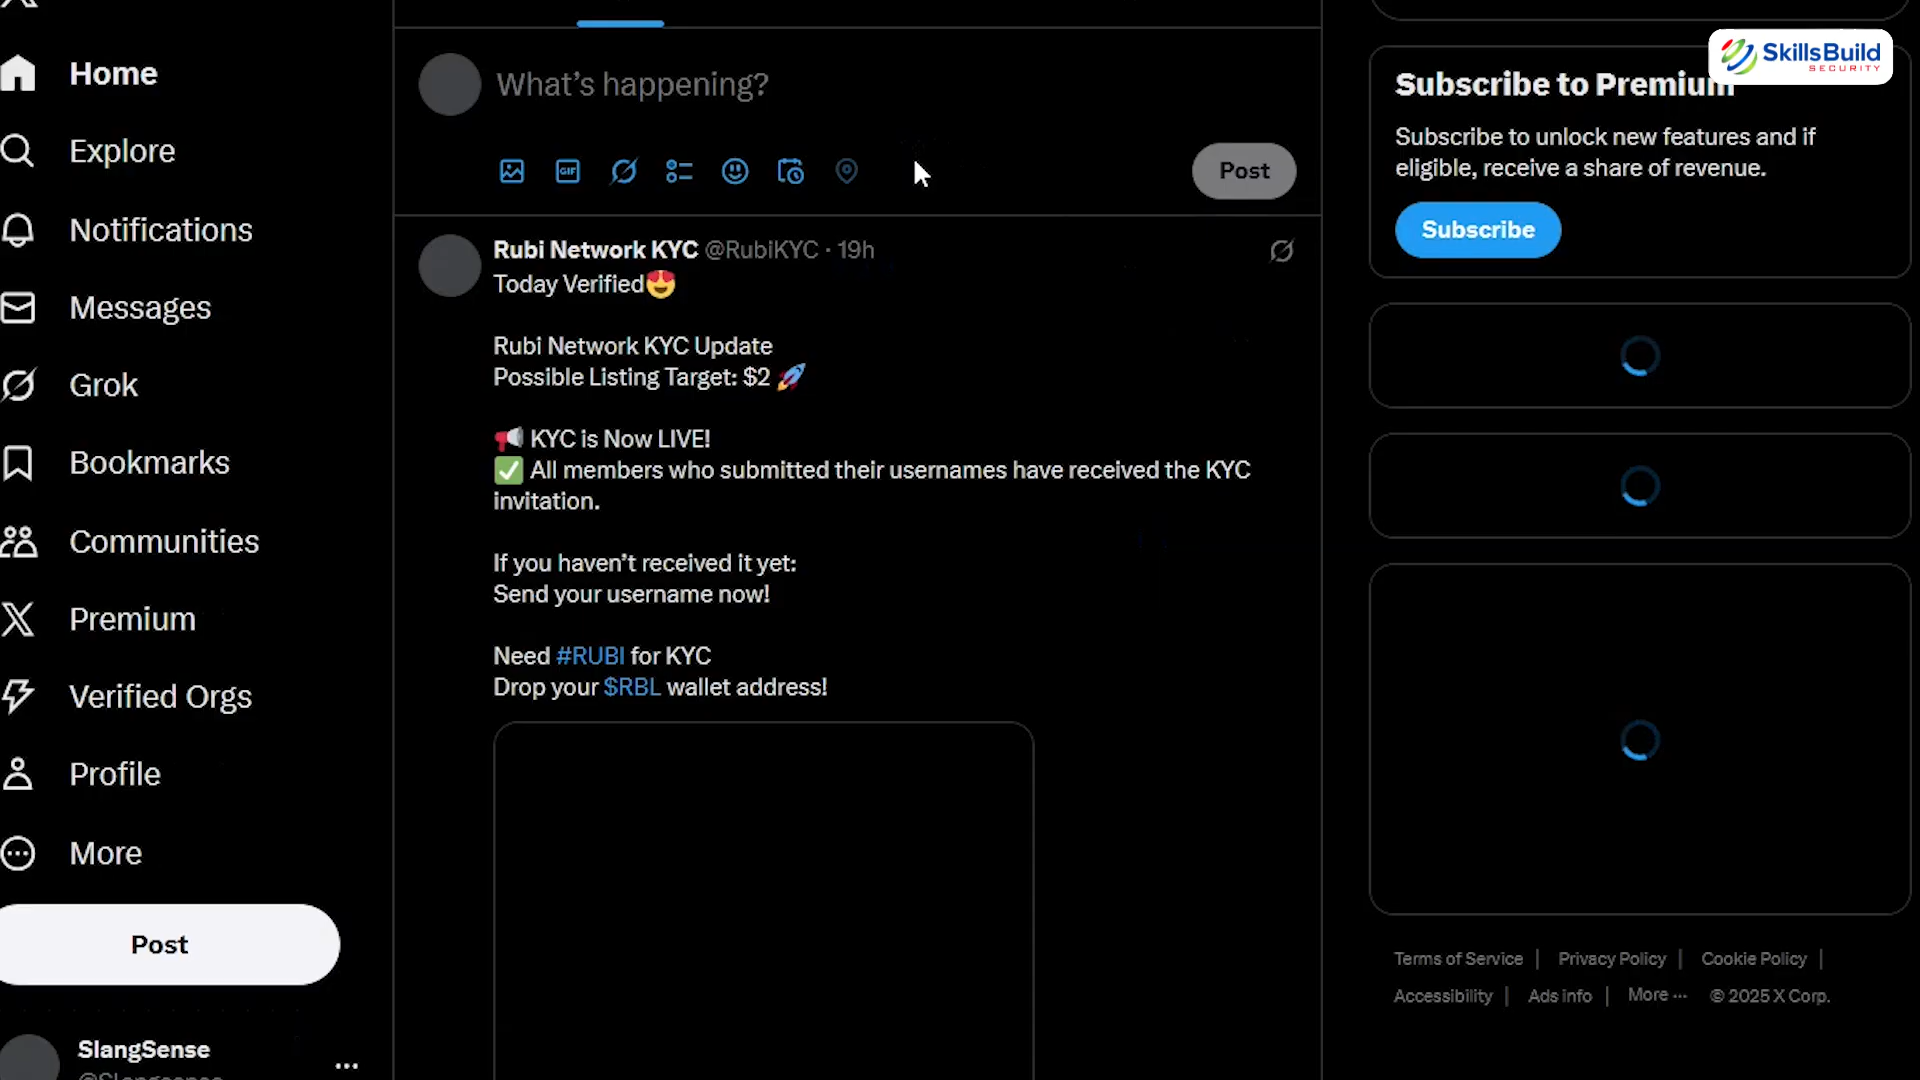 Home
Explore
Notifications
Messages
Grok
Bookmarks
Communities
Premium
Verified Orgs
Profile
More
Post
SlangSense
What's happening?
GIF
Post
Rubi Network KYC @RubiKYC · 19h
Today Verified😍
Rubi Network KYC Update
Possible Listing Target: $2 🚀
📢 KYC is Now LIVE!
✅ All members who submitted their usernames have received the KYC
invitation.
If you haven't received it yet:
Send your username now!
Need #RUBI for KYC
Drop your $RBL wallet address!
SkillsBuild
SECURITY
Subscribe to Premium
Subscribe to unlock new features and if
eligible, receive a share of revenue.
Subscribe
Terms of Service | Privacy Policy | Cookie Policy |
Accessibility | Ads info | More ··· © 2025 X Corp.